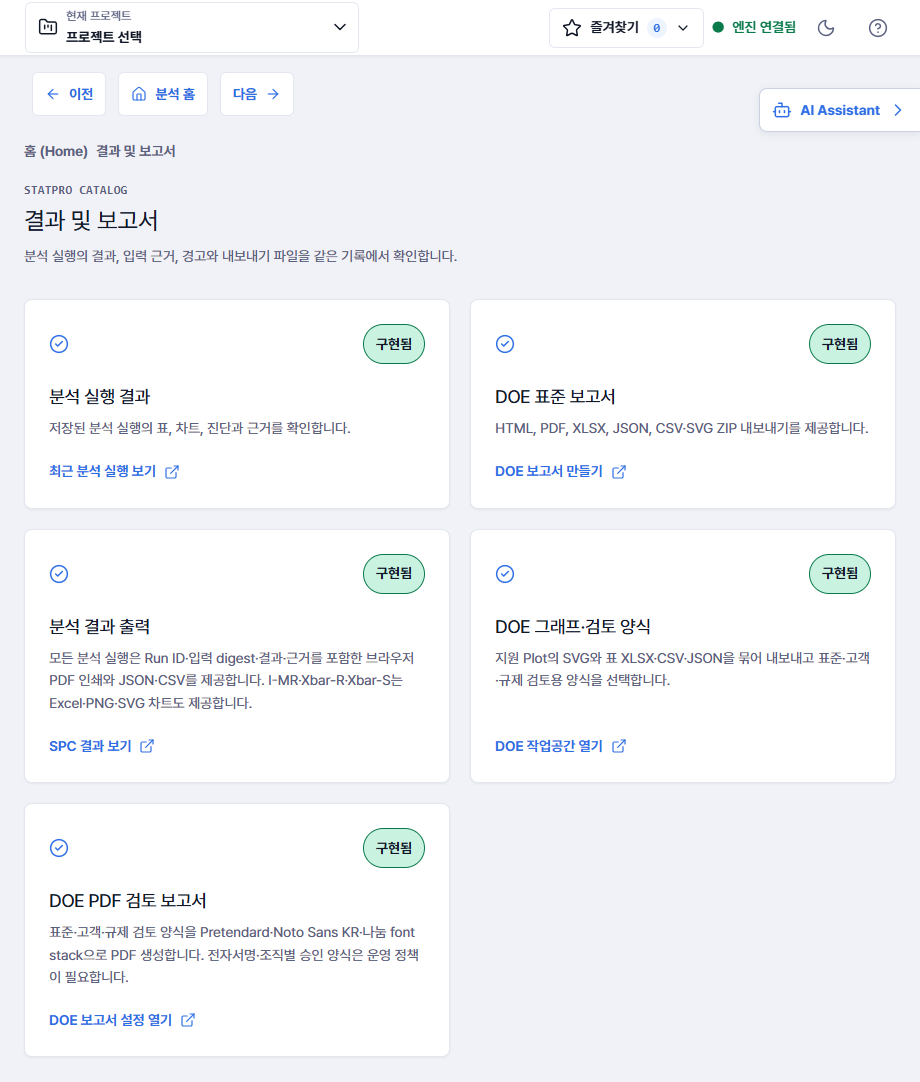 현재 프로젝트
프로젝트 선택
즐겨찾기 0
엔진 연결됨
이전
분석 홈
다음
AI Assistant
홈 (Home) 결과 및 보고서
STATPRO CATALOG
결과 및 보고서
분석 실행의 결과, 입력 근거, 경고와 내보내기 파일을 같은 기록에서 확인합니다.
구현됨
분석 실행 결과
저장된 분석 실행의 표, 차트, 진단과 근거를 확인합니다.
최근 분석 실행 보기
구현됨
DOE 표준 보고서
HTML, PDF, XLSX, JSON, CSV·SVG ZIP 내보내기를 제공합니다.
DOE 보고서 만들기
구현됨
분석 결과 출력
모든 분석 실행은 Run ID·입력 digest·결과·근거를 포함한 브라우저
PDF 인쇄와 JSON·CSV를 제공합니다. I-MR·Xbar-R·Xbar-S는
Excel·PNG·SVG 차트도 제공합니다.
SPC 결과 보기
구현됨
DOE 그래프·검토 양식
지원 Plot의 SVG와 표 XLSX·CSV·JSON을 묶어 내보내고 표준·고객
·규제 검토용 양식을 선택합니다.
DOE 작업공간 열기
구현됨
DOE PDF 검토 보고서
표준·고객·규제 검토 양식을 Pretendard·Noto Sans KR·나눔 font
stack으로 PDF 생성합니다. 전자서명·조직별 승인 양식은 운영 정책
이 필요합니다.
DOE 보고서 설정 열기